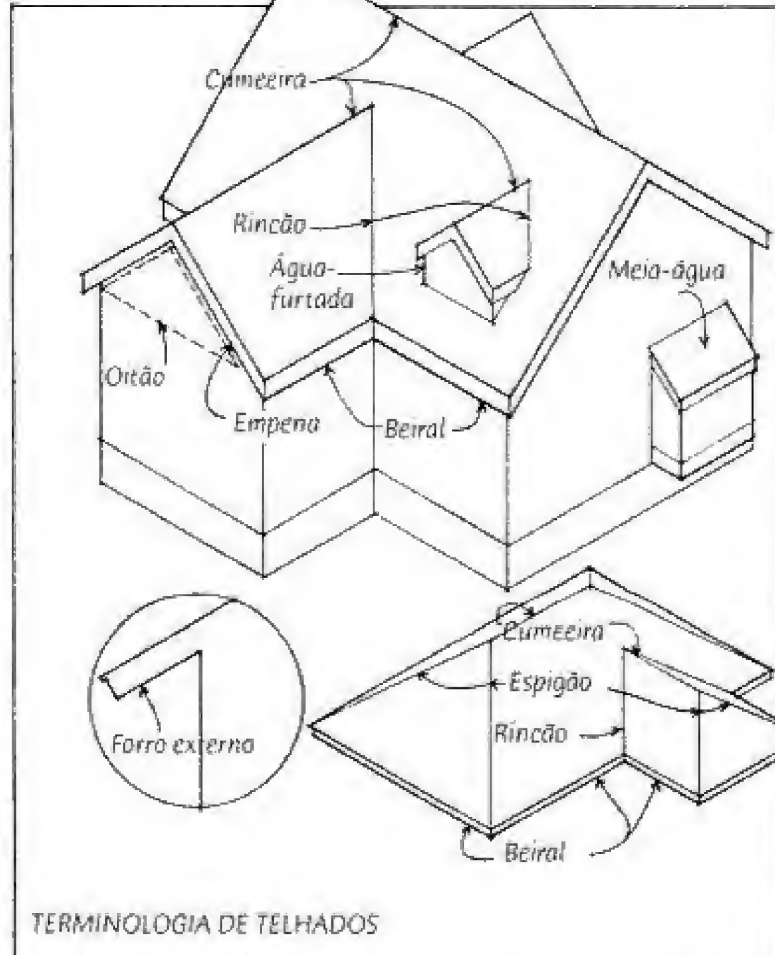 Cumeeira
Rincão
Água-
furtada
Meia-água
Oitão
Empena
Beiral
Cumeeira
Espigão
Rincão
Forro externo
Beiral
TERMINOLOGIA DE TELHADOS